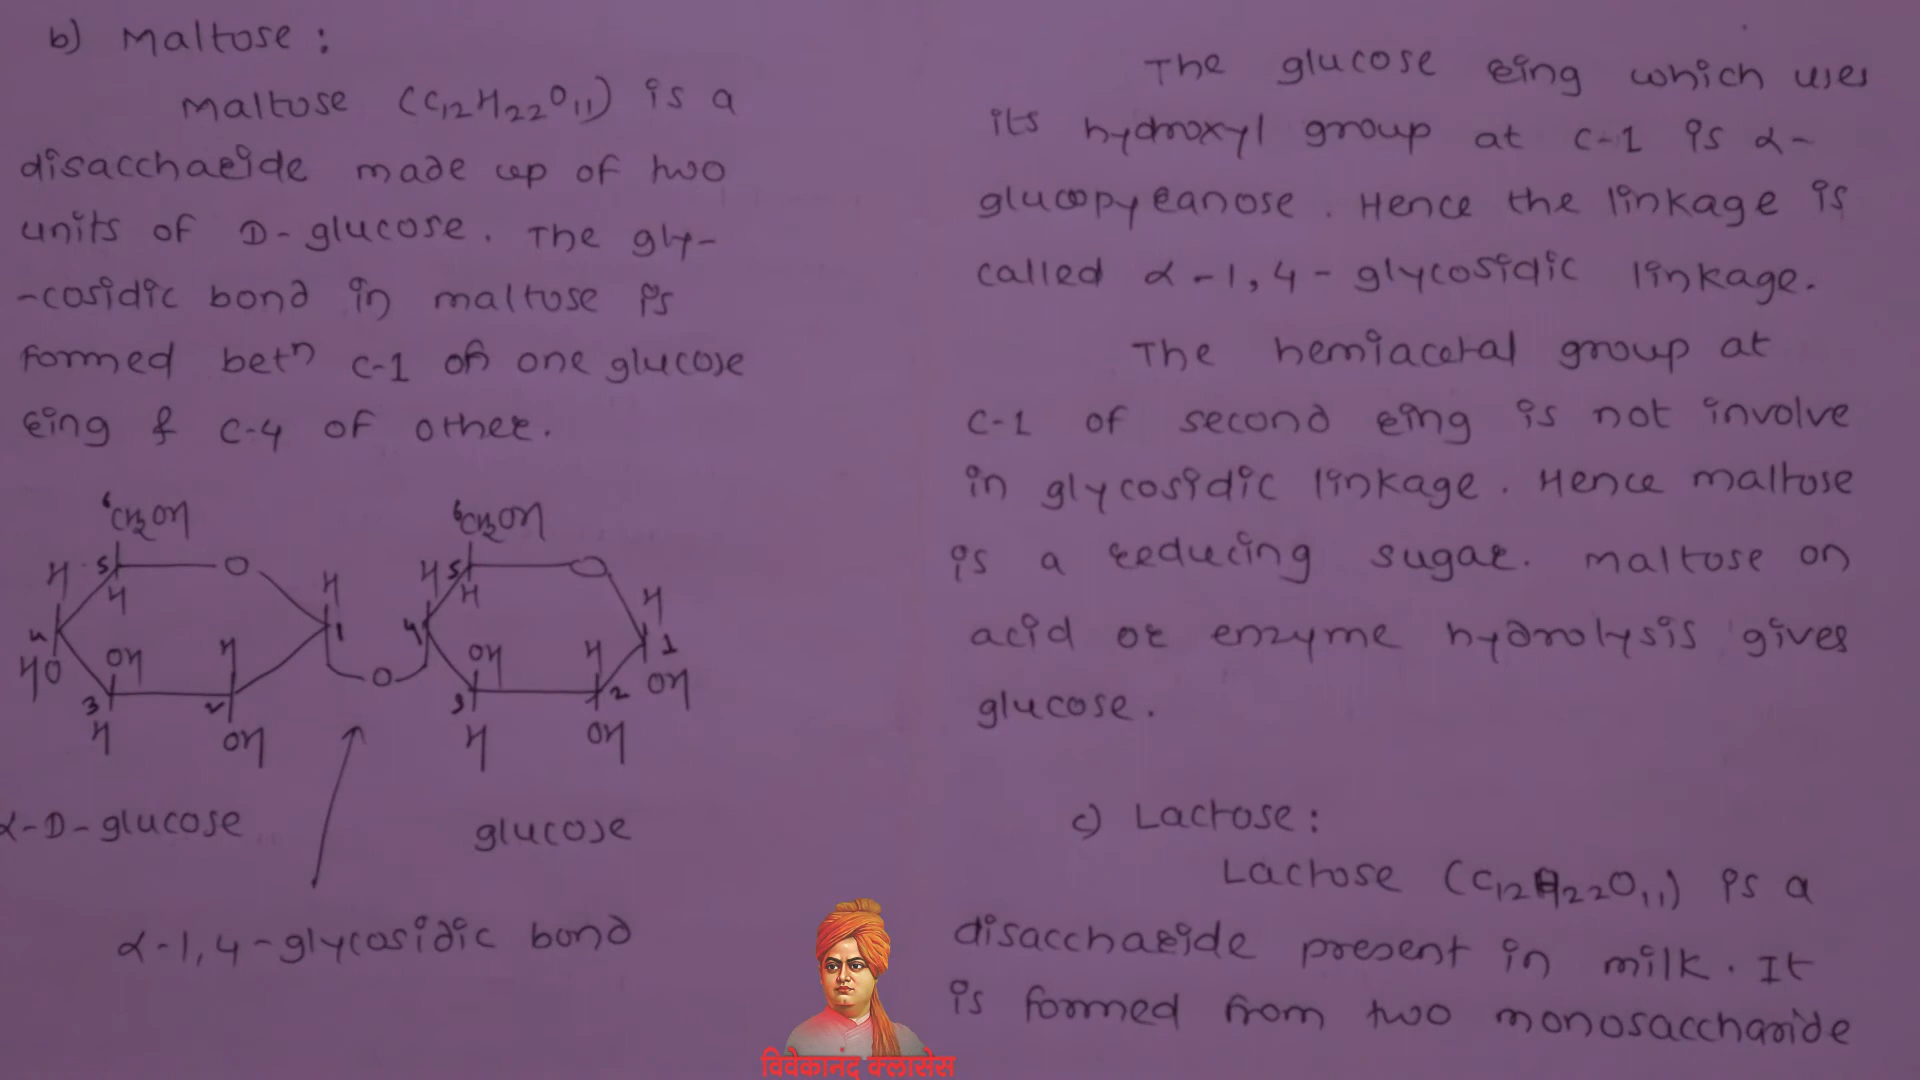 b) Maltose :
Maltose (C12H22O11) is a
disaccharide made up of two
units of D-glucose. The gly-
-cosidic bond in maltose is
formed betn C-1 of one glucose
ring & C-4 of other.
6CH2OH 6CH2OH
H 5 O H H 5 O H
H H
4 OH H 1 4 OH H 1
HO 3 2 O 3 2 OH
H OH H OH
α-D-glucose glucose
α-1,4-glycosidic bond
The glucose ring which uses
its hydroxyl group at C-1 is α-
glucopyranose. Hence the linkage is
called α-1,4-glycosidic linkage.
The hemiacetal group at
C-1 of second ring is not involve
in glycosidic linkage. Hence maltose
is a reducing sugar. maltose on
acid or enzyme hydrolysis gives
glucose.
c) Lactose :
Lactose (C12H22O11) is a
disaccharide present in milk. It
is formed from two monosaccharide
विवेकानंद क्लासेस